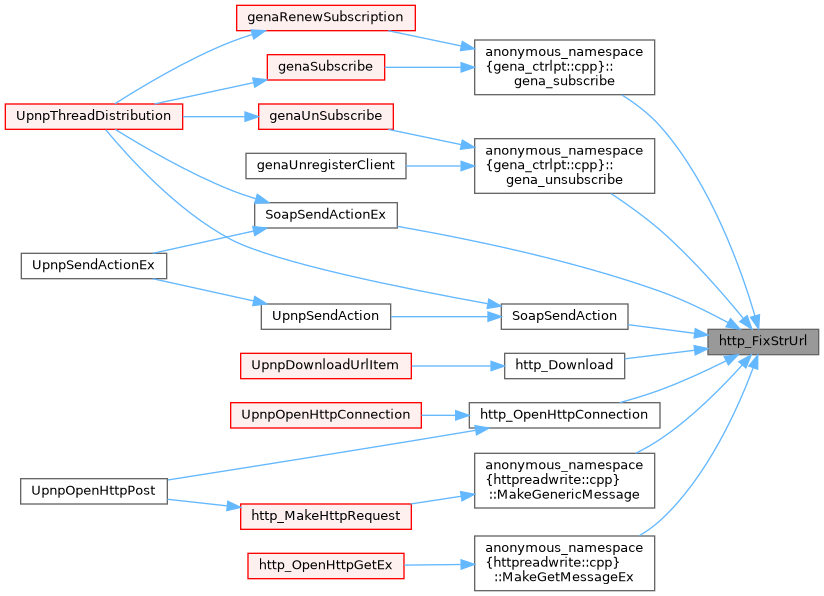 genaRenewSubscription
anonymous_namespace
{gena_ctrlpt::cpp}::
gena_subscribe
genaSubscribe
UpnpThreadDistribution
genaUnSubscribe
anonymous_namespace
{gena_ctrlpt::cpp}::
gena_unsubscribe
genaUnregisterClient
SoapSendActionEx
UpnpSendActionEx
UpnpSendAction
SoapSendAction
http_FixStrUrl
UpnpDownloadUrlItem
http_Download
UpnpOpenHttpConnection
http_OpenHttpConnection
anonymous_namespace
{httpreadwrite::cpp}
::MakeGenericMessage
UpnpOpenHttpPost
http_MakeHttpRequest
anonymous_namespace
{httpreadwrite::cpp}
::MakeGetMessageEx
http_OpenHttpGetEx